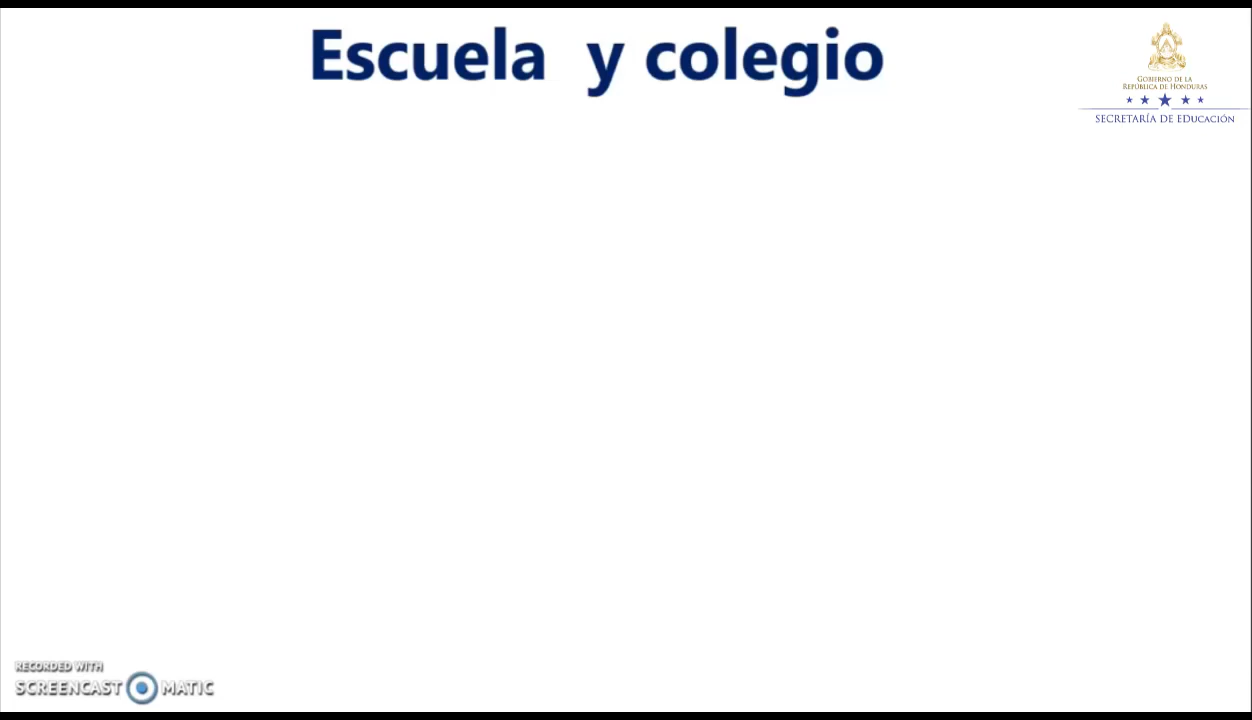 Escuela y colegio
GOBIERNO DE LA
REPÚBLICA DE HONDURAS
SECRETARÍA DE EDUCACIÓN
RECORDED WITH
SCREENCAST MATIC